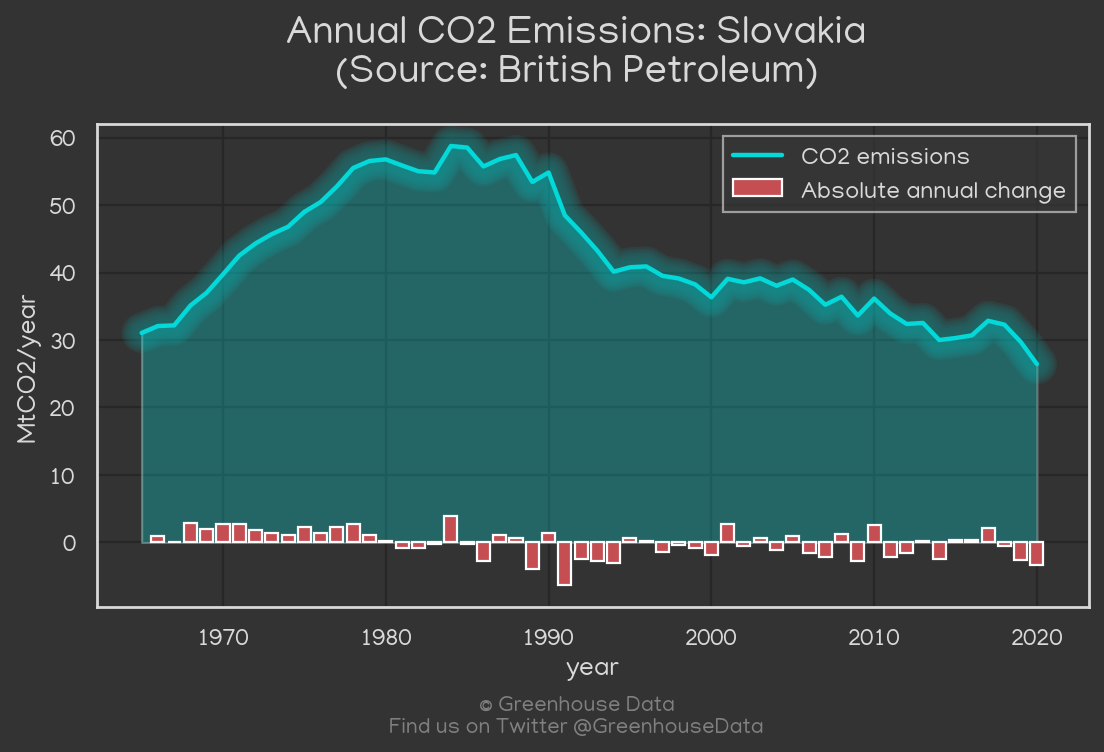 Annual CO2 Emissions: Slovakia
(Source: British Petroleum)
60
50
40
30
20
10
0
MtCO2/year
CO2 emissions
Absolute annual change
1970 1980 1990 2000 2010 2020
year
© Greenhouse Data
Find us on Twitter @GreenhouseData